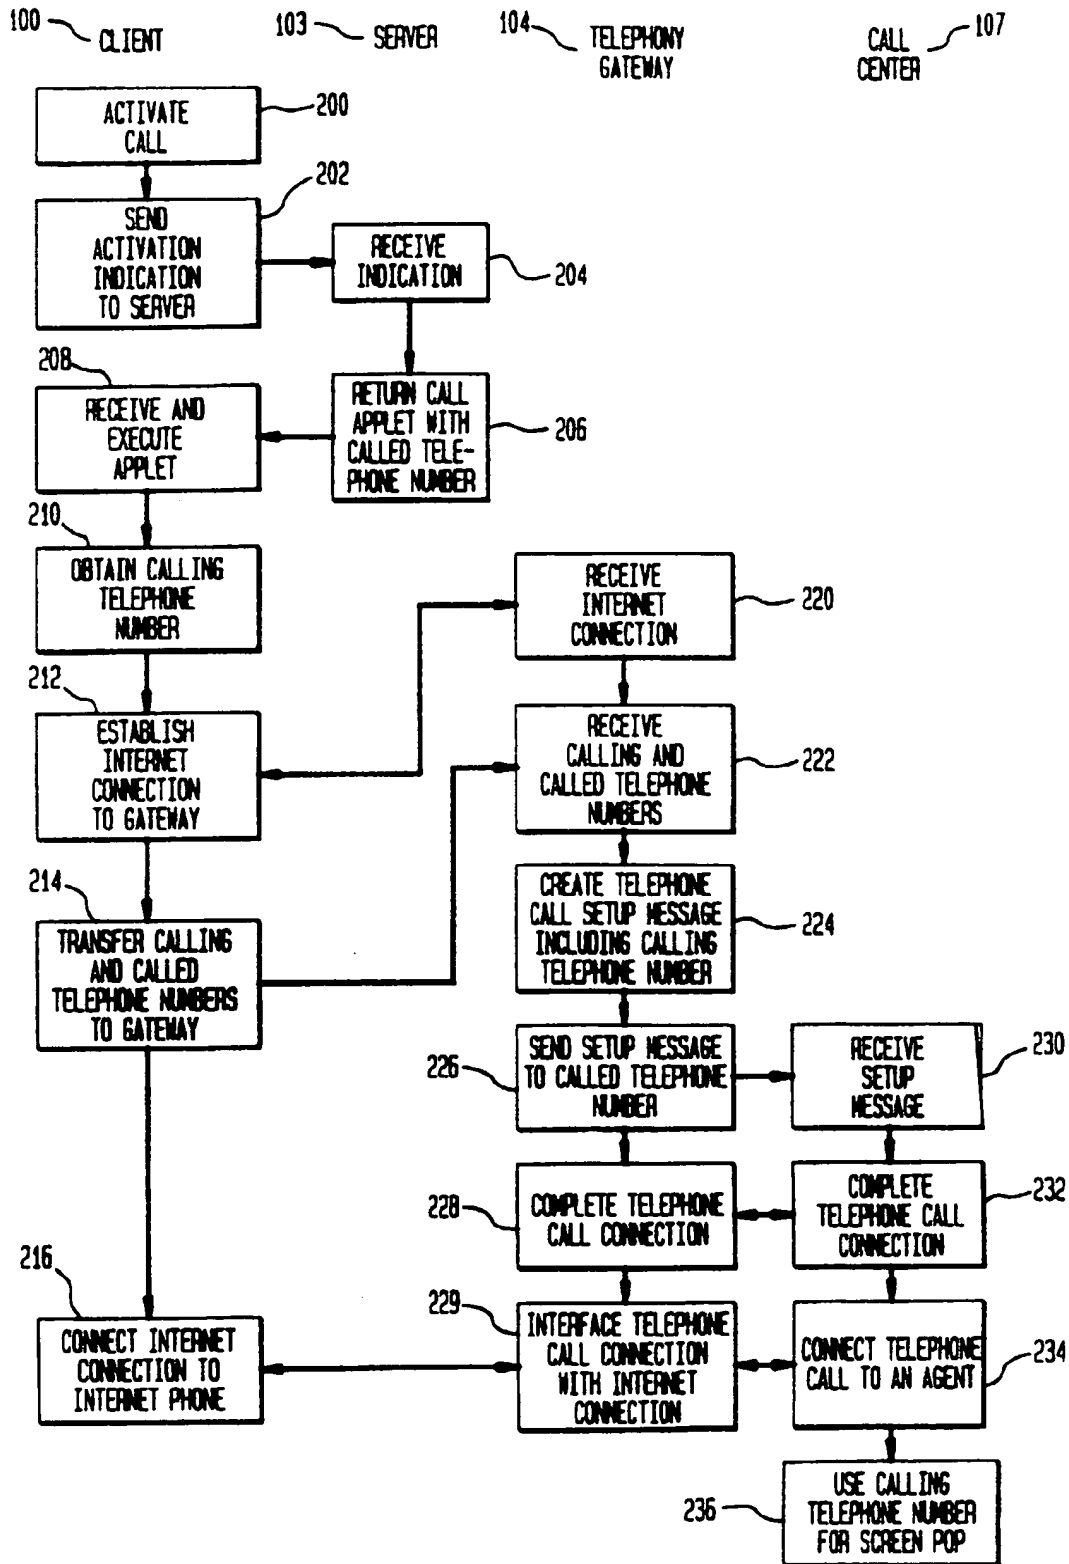 100 CLIENT
103 SERVER
104 TELEPHONY
GATEWAY
CALL
CENTER 107
ACTIVATE
CALL
200
SEND
ACTIVATION
INDICATION
TO SERVER
202
RECEIVE
INDICATION
204
208
RECEIVE AND
EXECUTE
APPLET
RETURN CALL
APPLET WITH
CALLED TELE-
PHONE NUMBER
206
210
OBTAIN CALLING
TELEPHONE
NUMBER
RECEIVE
INTERNET
CONNECTION
220
212
ESTABLISH
INTERNET
CONNECTION
TO GATEWAY
RECEIVE
CALLING AND
CALLED TELEPHONE
NUMBERS
222
214
TRANSFER CALLING
AND CALLED
TELEPHONE NUMBERS
TO GATEWAY
CREATE TELEPHONE
CALL SETUP MESSAGE
INCLUDING CALLING
TELEPHONE NUMBER
224
226
SEND SETUP MESSAGE
TO CALLED TELEPHONE
NUMBER
RECEIVE
SETUP
MESSAGE
230
228
COMPLETE TELEPHONE
CALL CONNECTION
COMPLETE
TELEPHONE CALL
CONNECTION
232
216
CONNECT INTERNET
CONNECTION TO
INTERNET PHONE
229
INTERFACE TELEPHONE
CALL CONNECTION
WITH INTERNET
CONNECTION
CONNECT TELEPHONE
CALL TO AN AGENT
234
236
USE CALLING
TELEPHONE NUMBER
FOR SCREEN POP